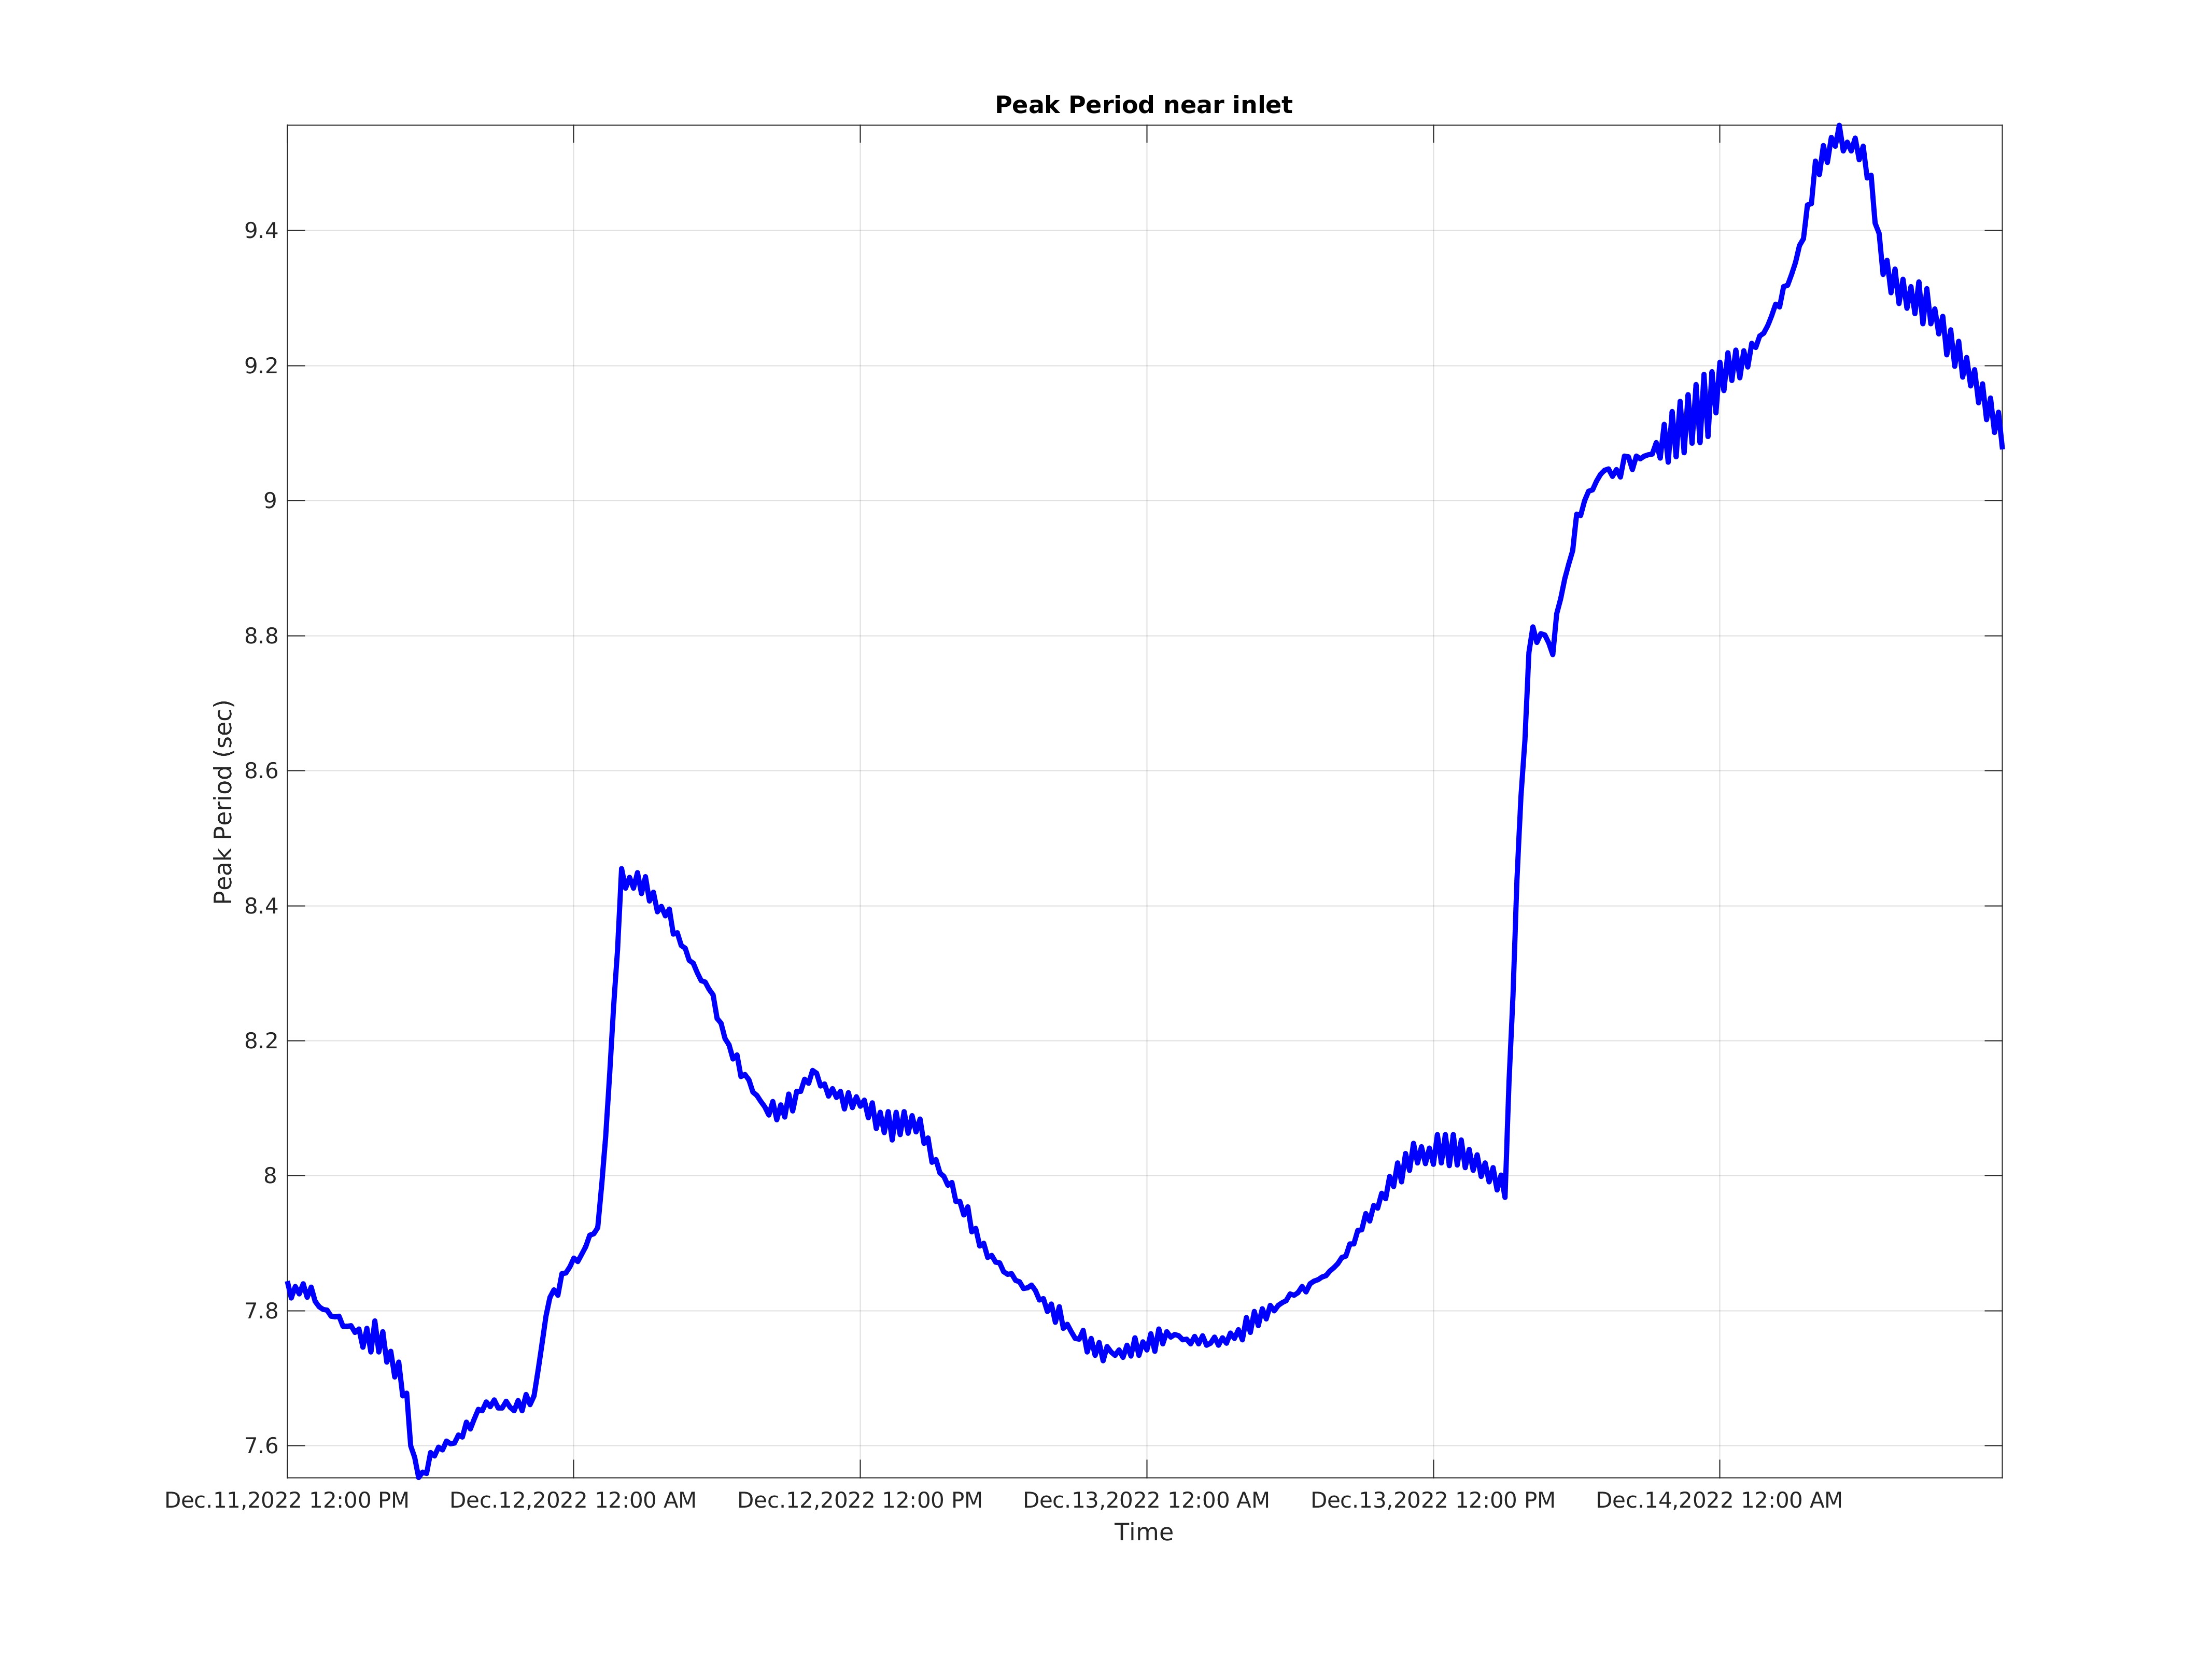 Peak Period near inlet
9.4
9.2
9
8.8
8.6
8.4
8.2
8
7.8
7.6
Peak Period (sec)
Dec.11,2022 12:00 PM Dec.12,2022 12:00 AM Dec.12,2022 12:00 PM Dec.13,2022 12:00 AM Dec.13,2022 12:00 PM Dec.14,2022 12:00 AM
Time